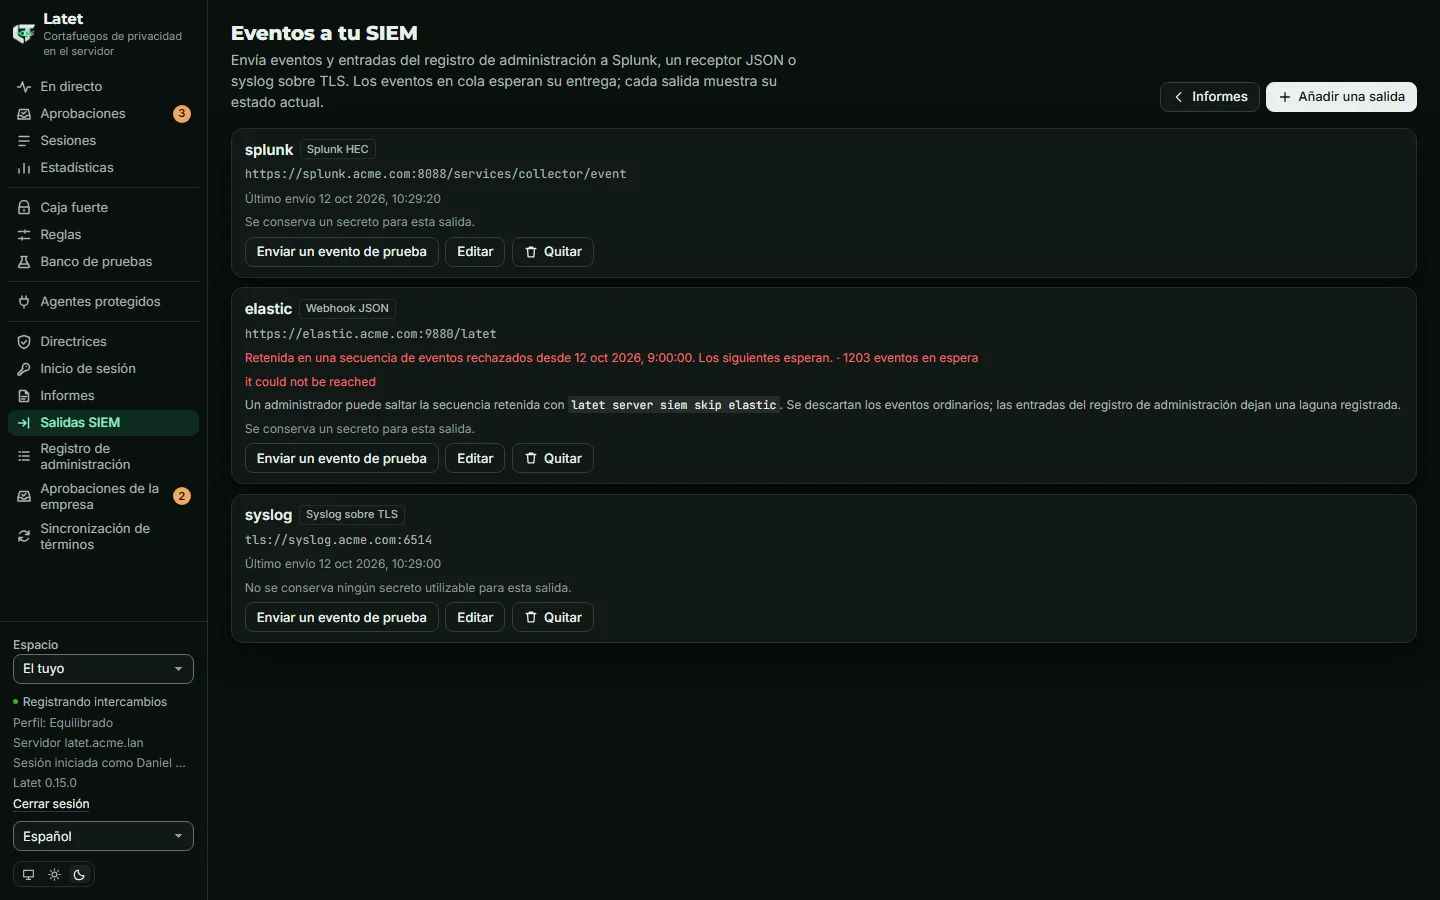 Latet
Cortafuegos de privacidad
en el servidor
En directo
Aprobaciones 3
Sesiones
Estadísticas
Caja fuerte
Reglas
Banco de pruebas
Agentes protegidos
Directrices
Inicio de sesión
Informes
Salidas SIEM
Registro de
administración
Aprobaciones de la
empresa 2
Sincronización de
términos
Espacio
El tuyo
Registrando intercambios
Perfil: Equilibrado
Servidor latet.acme.lan
Sesión iniciada como Daniel ...
Latet 0.15.0
Cerrar sesión
Español
Eventos a tu SIEM
Envía eventos y entradas del registro de administración a Splunk, un receptor JSON o
syslog sobre TLS. Los eventos en cola esperan su entrega; cada salida muestra su
estado actual.
Informes
Añadir una salida
splunk Splunk HEC
https://splunk.acme.com:8088/services/collector/event
Último envío 12 oct 2026, 10:29:20
Se conserva un secreto para esta salida.
Enviar un evento de prueba Editar Quitar
elastic Webhook JSON
https://elastic.acme.com:9880/latet
Retenida en una secuencia de eventos rechazados desde 12 oct 2026, 9:00:00. Los siguientes esperan. · 1203 eventos en espera
it could not be reached
Un administrador puede saltar la secuencia retenida con latet server siem skip elastic. Se descartan los eventos ordinarios; las entradas del registro de administración dejan una laguna registrada.
Se conserva un secreto para esta salida.
Enviar un evento de prueba Editar Quitar
syslog Syslog sobre TLS
tls://syslog.acme.com:6514
Último envío 12 oct 2026, 10:29:00
No se conserva ningún secreto utilizable para esta salida.
Enviar un evento de prueba Editar Quitar